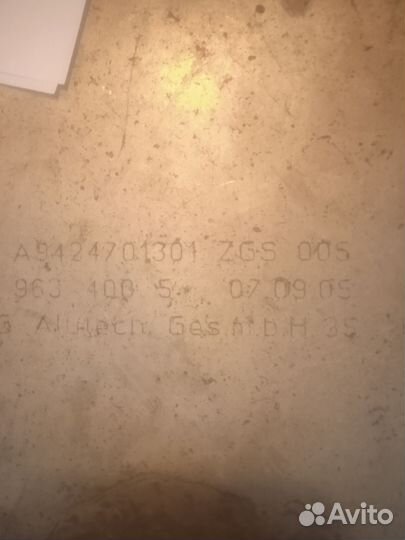 A9424701301 ZGS 005
963 400 5 07.09.05
G Alutech. Ges.m.b.H 35
Avito